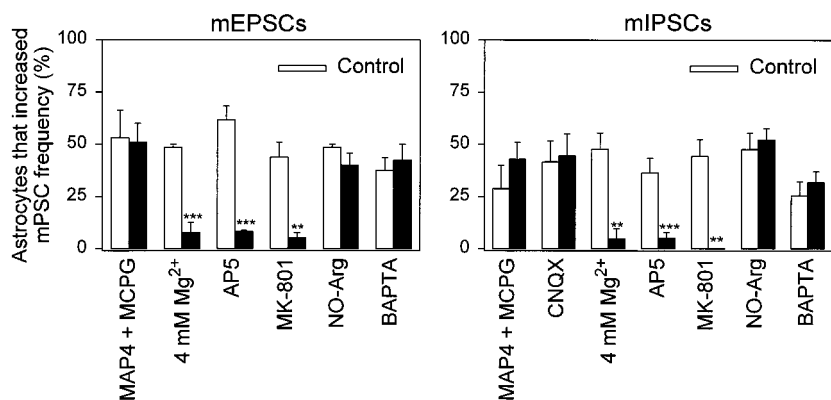 mEPSCs
mIPSCs
Astrocytes that increased
mPSC frequency (%)
100
75
50
25
0
Control
***
***
**
MAP4 + MCPG
4 mM Mg²⁺
AP5
MK-801
NO-Arg
BAPTA
100
75
50
25
0
Control
**
***
**
MAP4 + MCPG
CNQX
4 mM Mg²⁺
AP5
MK-801
NO-Arg
BAPTA